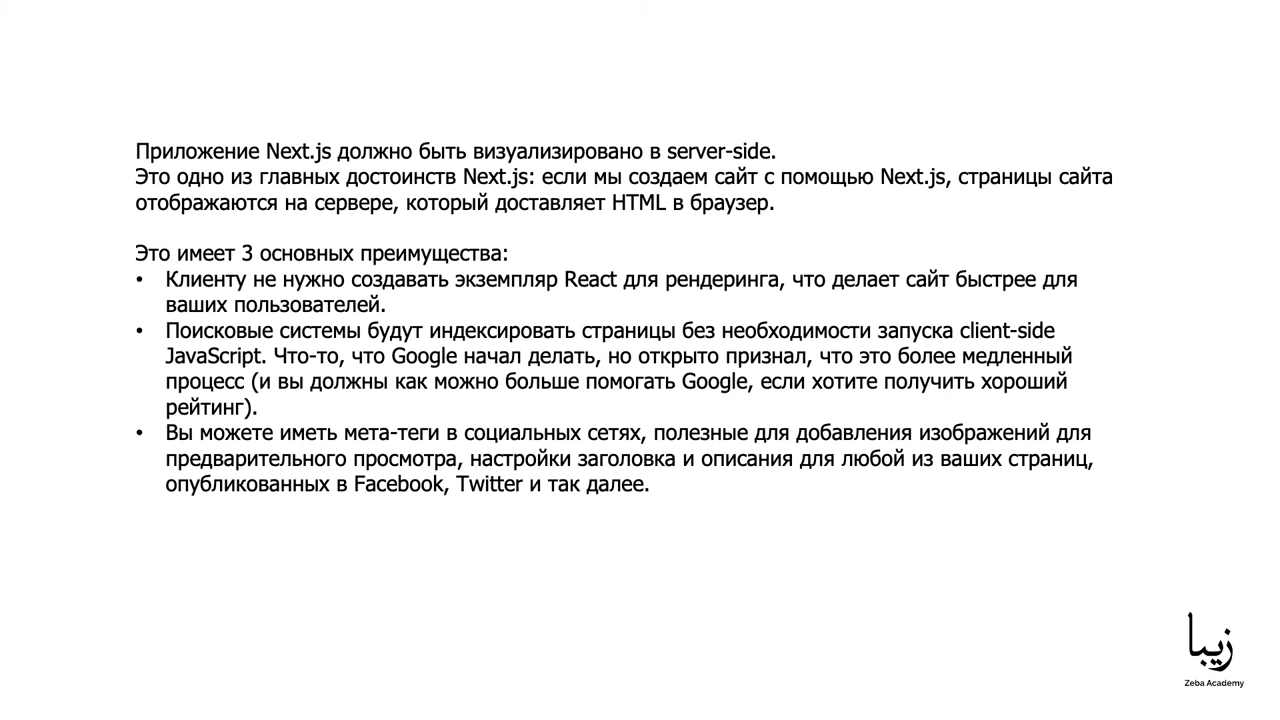 Приложение Next.js должно быть визуализировано в server-side.
Это одно из главных достоинств Next.js: если мы создаем сайт с помощью Next.js, страницы сайта
отображаются на сервере, который доставляет HTML в браузер.
Это имеет 3 основных преимущества:
• Клиенту не нужно создавать экземпляр React для рендеринга, что делает сайт быстрее для
ваших пользователей.
• Поисковые системы будут индексировать страницы без необходимости запуска client-side
JavaScript. Что-то, что Google начал делать, но открыто признал, что это более медленный
процесс (и вы должны как можно больше помогать Google, если хотите получить хороший
рейтинг).
• Вы можете иметь мета-теги в социальных сетях, полезные для добавления изображений для
предварительного просмотра, настройки заголовка и описания для любой из ваших страниц,
опубликованных в Facebook, Twitter и так далее.
زیبا
Zeba Academy